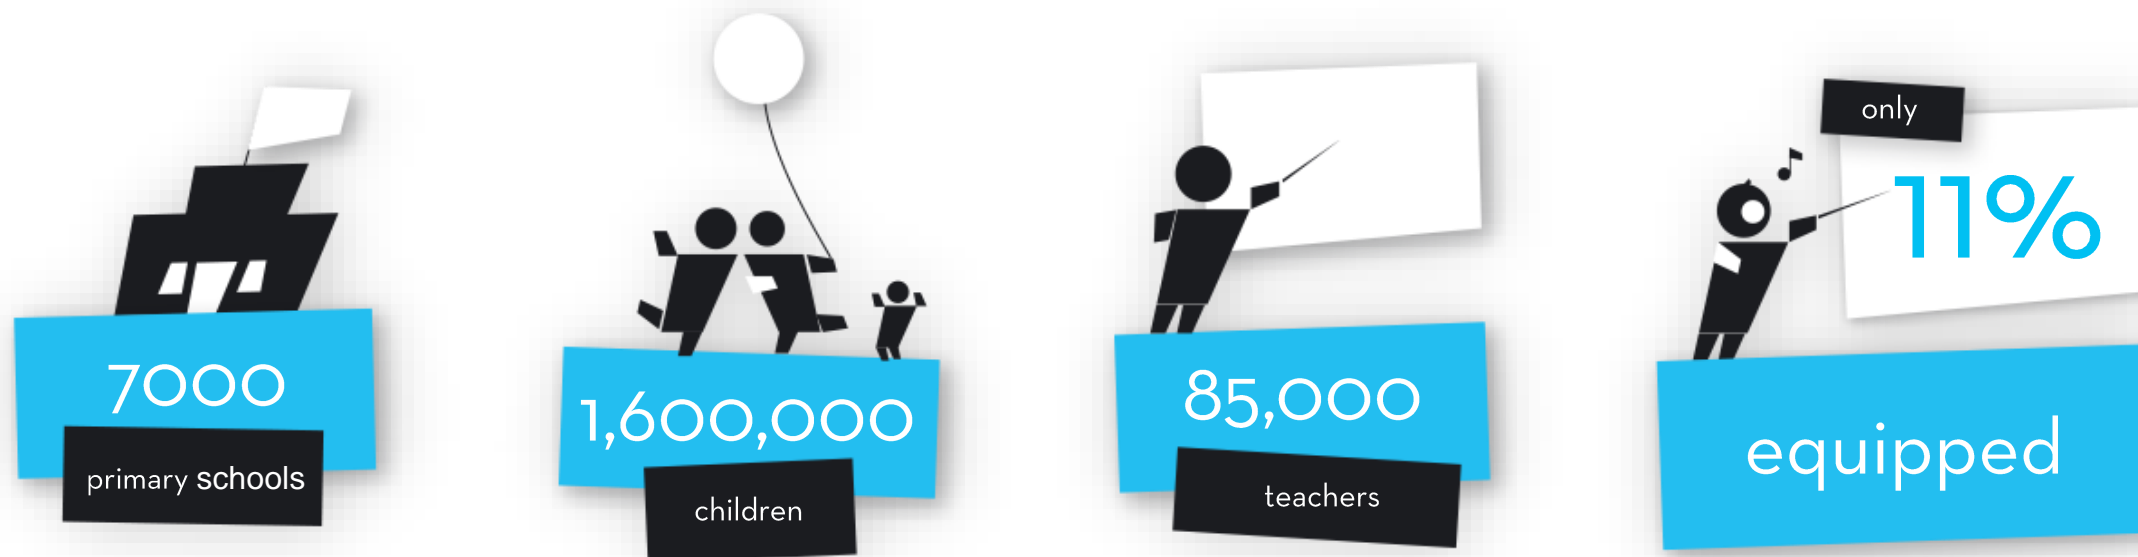 7000
primary schools
1,600,000
children
85,000
teachers
only
11%
equipped